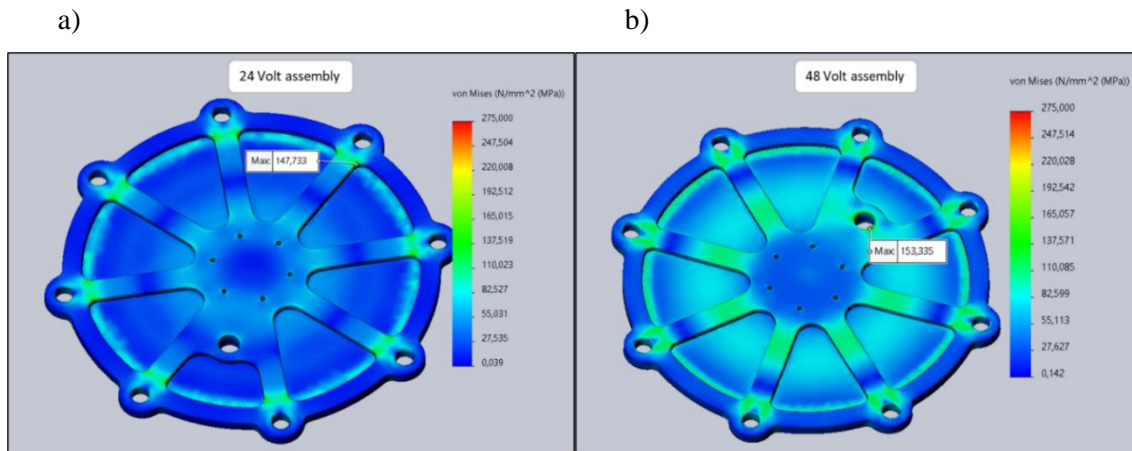 a)
b)
24 Volt assembly
von Mises (N/mm^2 (MPa))
275,000
247,504
220,008
192,512
165,015
137,519
110,023
82,527
55,031
27,535
0,039
Max: 147,733
48 Volt assembly
von Mises (N/mm^2 (MPa))
275,000
247,514
220,028
192,542
165,057
137,571
110,085
82,599
55,113
27,627
0,142
Max: 153,335